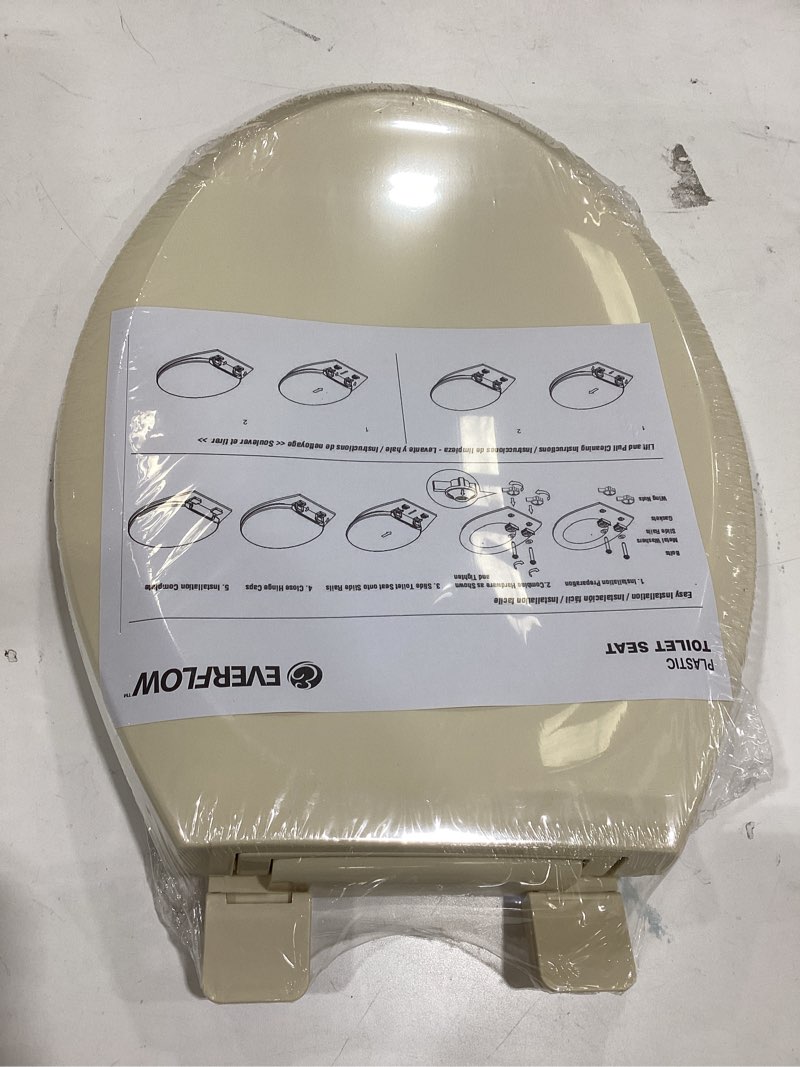 PLASTIC
TOILET SEAT
EVERFLOW™
Easy Installation / Instalación fácil / Installation facile
1. Installation Preparation
2. Combine Hardware as Shown
and Tighten
3. Slide Toilet Seat onto Slide Rails
4. Close Hinge Caps
5. Installation Complete
Bolts
Metal Washers
Slide Rails
Gaskets
Wing Nuts
Lift and Pull Cleaning Instructions / Instrucciones de limpieza - Levante y hale / Instructions de nettoyage << Soulever et tirer >>
1
2
1
2